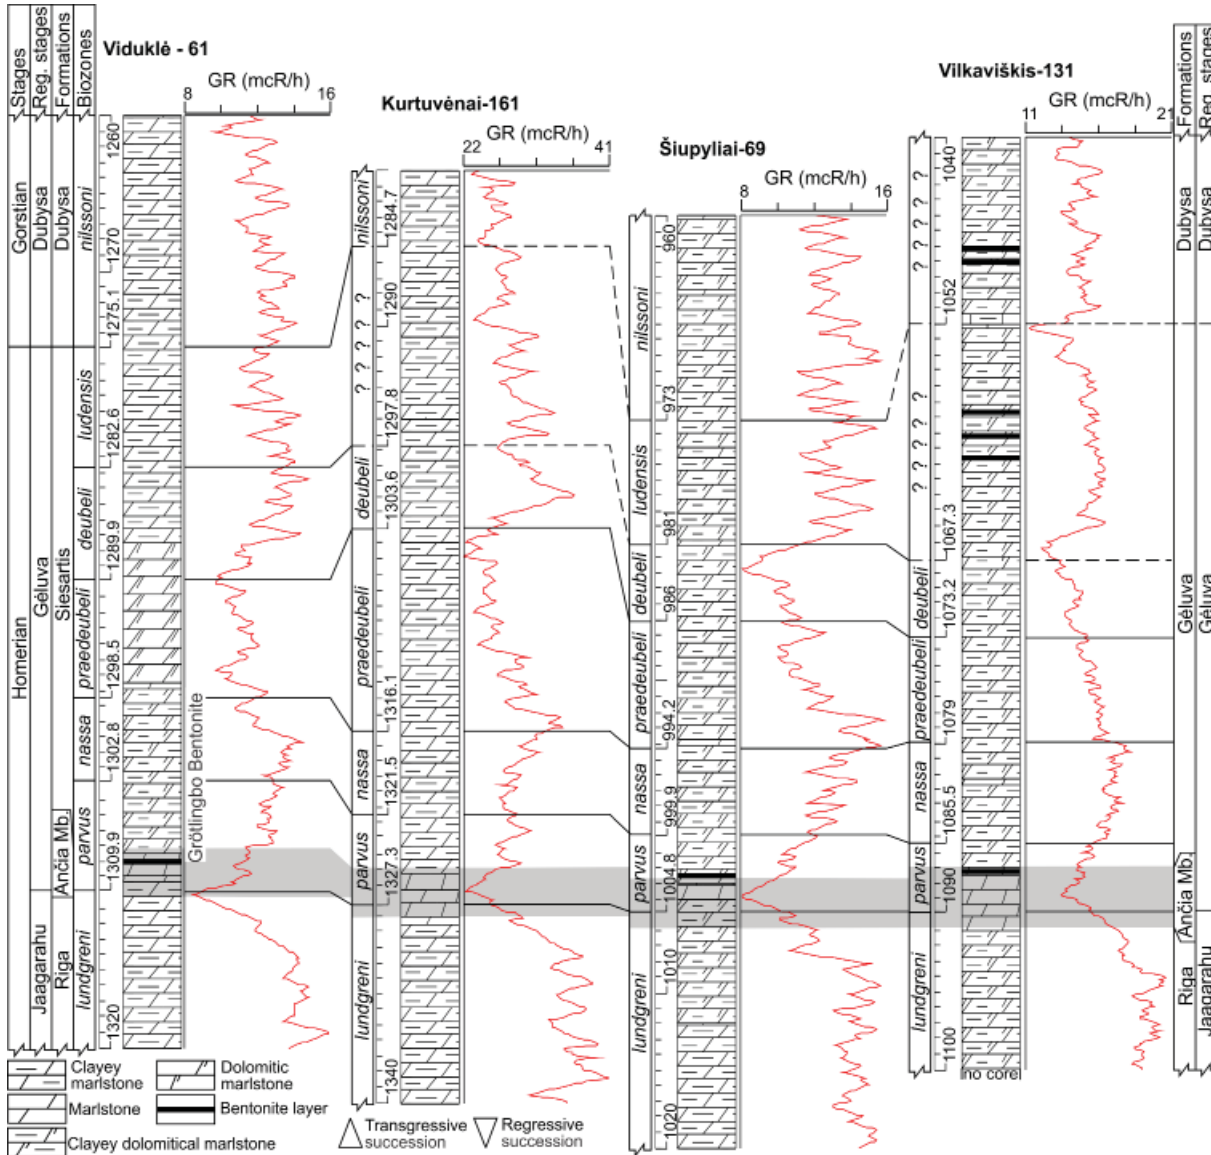 Stages
Reg. stages
Formations
Biozones
Viduklė - 61
GR (mcR/h)
8 16
Kurtuvėnai-161
GR (mcR/h)
22 41
Šiupyliai-69
GR (mcR/h)
8 16
Vilkaviškis-131
GR (mcR/h)
11 21
Formations
Reg. stages
Gorstian
Homerian
Dubysa
Gėluva
Jaagarahu
Dubysa
Siesartis
Ančia Mb.
Riga
nilssoni
ludensis
deubeli
praedeubeli
nassa
parvus
lundgreni
1260
1270
1275.1
1282.6
1289.9
1298.5
1302.8
1309.9
1320
Grötlingbo Bentonite
nilssoni
? ? ? ? ?
deubeli
praedeubeli
nassa
parvus
lundgreni
1284.7
1290
1297.8
1303.6
1316.1
1321.5
1327.3
1340
nilssoni
ludensis
deubeli
praedeubeli
nassa
parvus
lundgreni
960
973
981
986
994.2
999.9
1004.8
1010
1020
? ? ? ? ?
? ? ? ? ?
deubeli
praedeubeli
nassa
parvus
lundgreni
1040
1052
1067.3
1073.2
1079
1085.5
1090
1100
no core
Dubysa
Gėluva
Ančia Mb.
Riga
Dubysa
Gėluva
Jaagarahu
Clayey
marlstone
Dolomitic
marlstone
Marlstone
Bentonite layer
Clayey dolomitical marlstone
Transgressive
succession
Regressive
succession